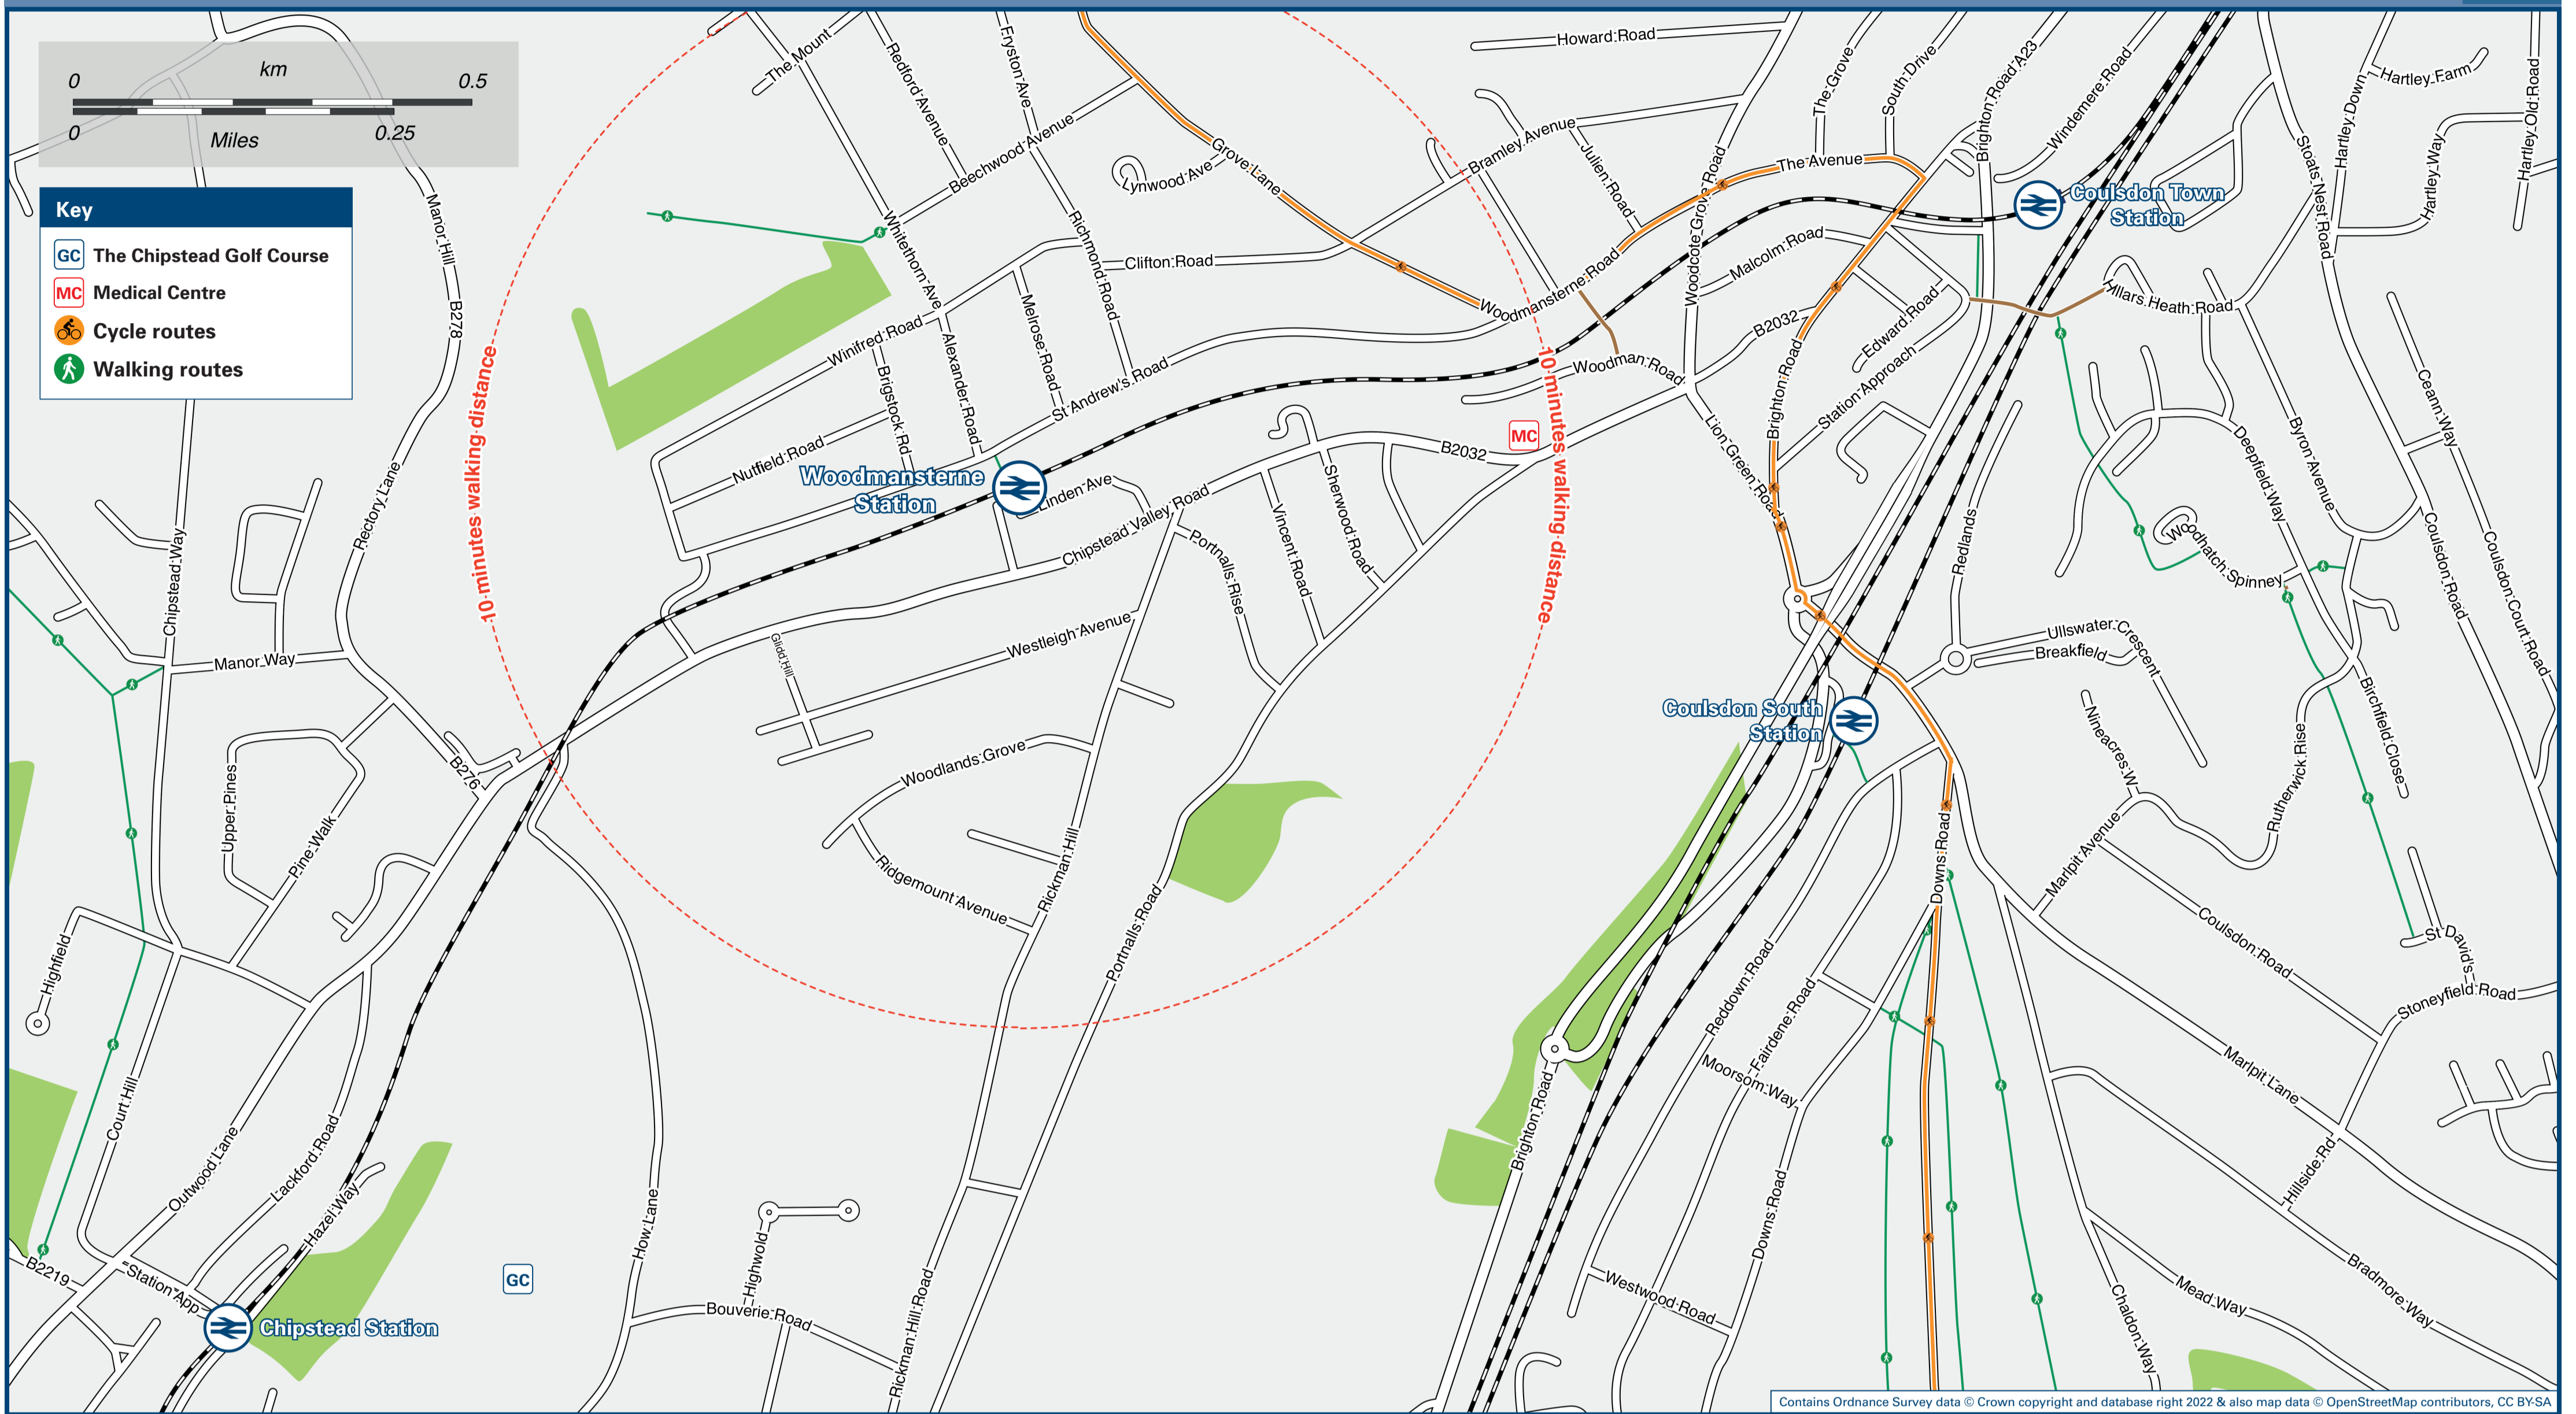 0
km
0.5
0
Miles
0.25
Key
GC The Chipstead Golf Course
MC Medical Centre
Cycle routes
Walking routes
The Mount
Redford Avenue
Fryston Ave
Beechwood Avenue
Lynwood Ave
Grove Lane
Howard Road
Bramley Avenue
Julien Road
Woodcote Grove Road
The Grove
South Drive
The Avenue
Brighton Road A23
Windermere Road
Coulsdon Town
Station
Stoats Nest Road
Hartley Down
Hartley Farm
Hartley Way
Hartley Old Road
Manor Hill
B278
Whitethorn Ave
Richmond Road
Clifton Road
Winifred Road
Melrose Road
Alexander Road
Brigstock Rd
Nutfield Road
St Andrew's Road
Woodmansterne Road
Malcolm Road
B2032
Woodman Road
Edward Road
Station Approach
Brighton Road
Lion Green Road
10 minutes walking distance
10 minutes walking distance
Woodmansterne
Station
Linden Ave
Chipstead Valley Road
B2032
MC
Sherwood Road
Vincent Road
Portnalls Rise
Westleigh Avenue
Glidd Hill
Rectory Lane
Chipstead Way
Manor Way
B276
Upper Pines
Pine Walk
Woodlands Grove
Ridgemount Avenue
Rickman Hill
Portnalls Road
Coulsdon South
Station
Redlands
Ullswater Crescent
Breakfield
Nineacres W
Marlpit Avenue
Rutherwick Rise
Birchfield Close
Woodhatch Spinney
Deepfield Way
Byron Avenue
Ceann Way
Coulsdon Road
Coulsdon Court Road
Highfield
Court Hill
Outwood Lane
Lackford Road
Hazel Way
B2219
Station App
Chipstead Station
GC
How Lane
Highwold
Bouverie Road
Rickman Hill Road
Brighton Road
Reddown Road
Fairdene Road
Moorsom Way
Downs Road
Downs Road
Westwood Road
Coulsdon Road
St David's
Stoneyfield Road
Marlpit Lane
Hillside Rd
Bradmore Way
Mead Way
Chaldon Way
Contains Ordnance Survey data © Crown copyright and database right 2022 & also map data © OpenStreetMap contributors, CC BY-SA